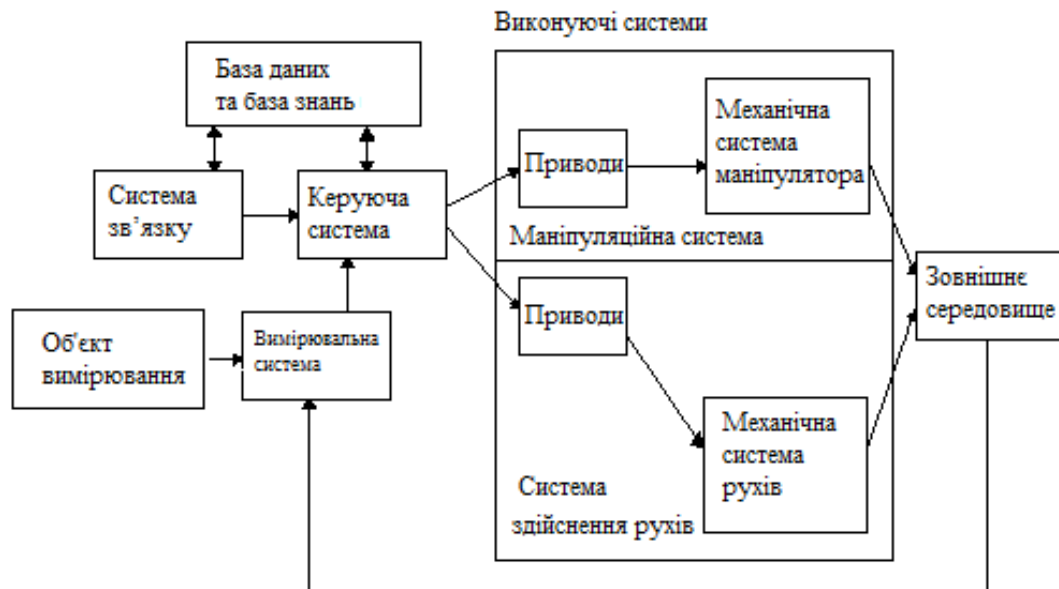 Виконуючі системи
База даних
та база знань
Механічна
система
маніпулятора
Приводи
Система
зв’язку
Керуюча
система
Маніпуляційна система
Зовнішнє
середовище
Приводи
Об'єкт
вимірювання
Вимірювальна
система
Механічна
система
рухів
Система
здійснення рухів